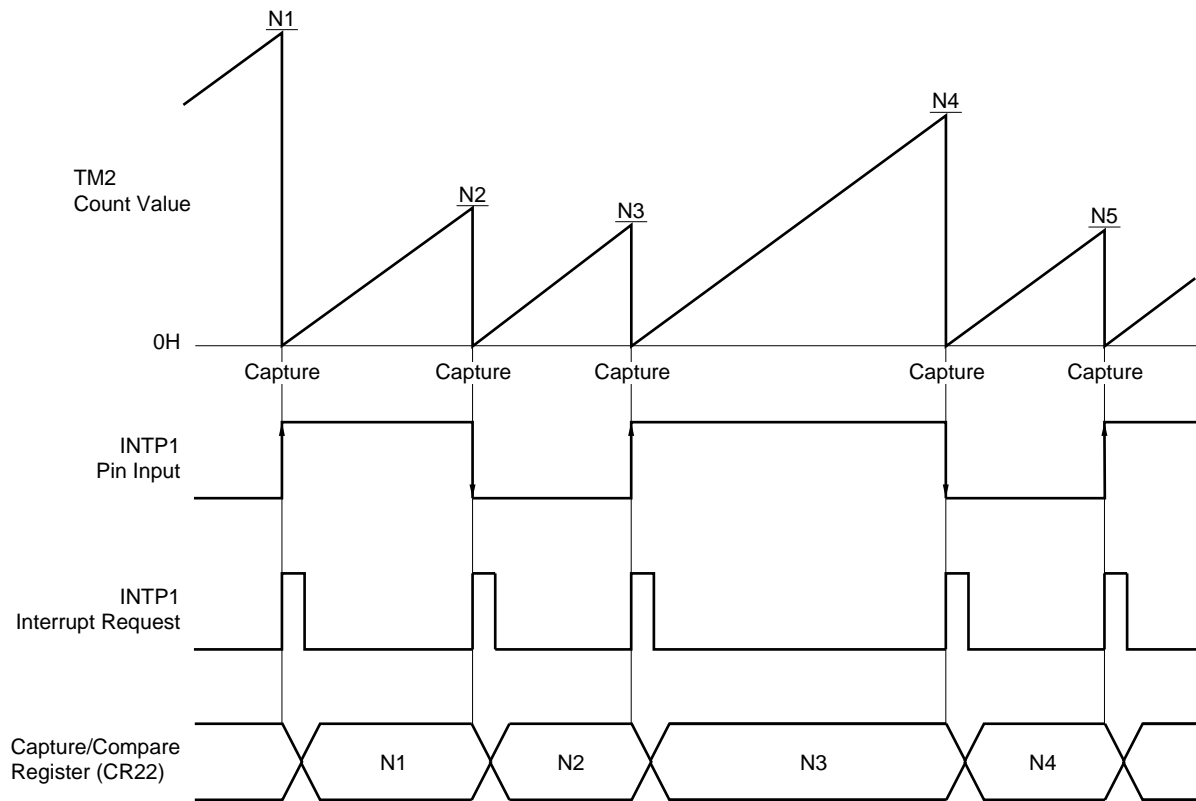 N1
N4
TM2
Count Value
N2
N3
N5
0H
Capture
Capture
Capture
Capture
Capture
INTP1
Pin Input
INTP1
Interrupt Request
Capture/Compare
Register (CR22)
N1
N2
N3
N4